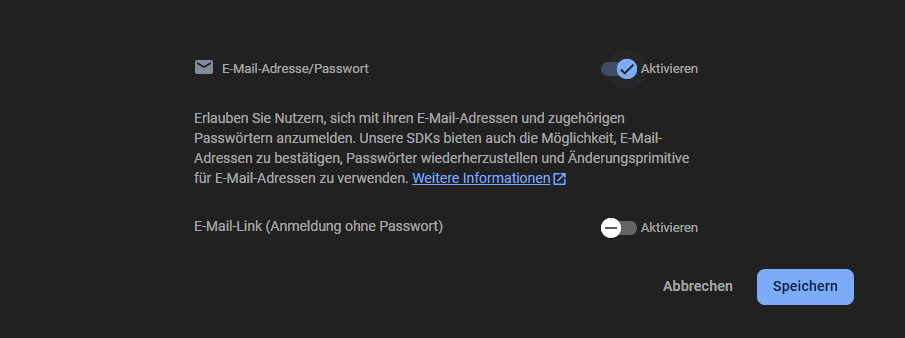 E-Mail-Adresse/Passwort
Aktivieren
Erlauben Sie Nutzern, sich mit ihren E-Mail-Adressen und zugehörigen
Passwörtern anzumelden. Unsere SDKs bieten auch die Möglichkeit, E-Mail-
Adressen zu bestätigen, Passwörter wiederherzustellen und Änderungsprimitive
für E-Mail-Adressen zu verwenden. Weitere Informationen
E-Mail-Link (Anmeldung ohne Passwort)
Aktivieren
Abbrechen
Speichern